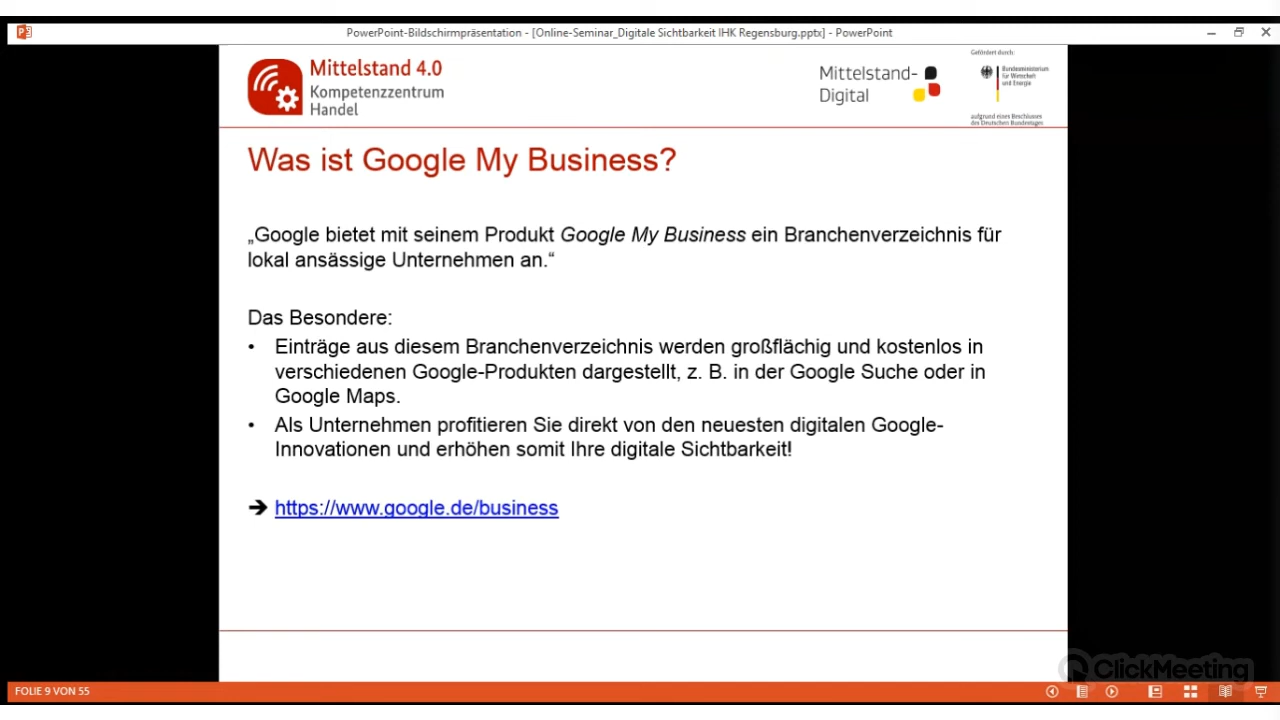 PowerPoint-Bildschirmpräsentation - [Online-Seminar_Digitale Sichtbarkeit IHK Regensburg.pptx] - PowerPoint
Mittelstand 4.0
Kompetenzzentrum
Handel
Mittelstand-
Digital
Gefördert durch:
Bundesministerium
für Wirtschaft
und Energie
aufgrund eines Beschlusses
des Deutschen Bundestages
Was ist Google My Business?
„Google bietet mit seinem Produkt Google My Business ein Branchenverzeichnis für
lokal ansässige Unternehmen an.“
Das Besondere:
• Einträge aus diesem Branchenverzeichnis werden großflächig und kostenlos in
verschiedenen Google-Produkten dargestellt, z. B. in der Google Suche oder in
Google Maps.
• Als Unternehmen profitieren Sie direkt von den neuesten digitalen Google-
Innovationen und erhöhen somit Ihre digitale Sichtbarkeit!
➔ https://www.google.de/business
ClickMeeting
FOLIE 9 VON 55